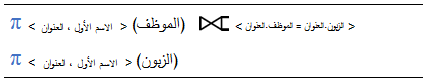 π < الاسم الأول ، العنوان > (الموظف) ⋈ < الزبون.العنوان = الموظف.العنوان >
π < الاسم الأول ، العنوان > (الزبون)